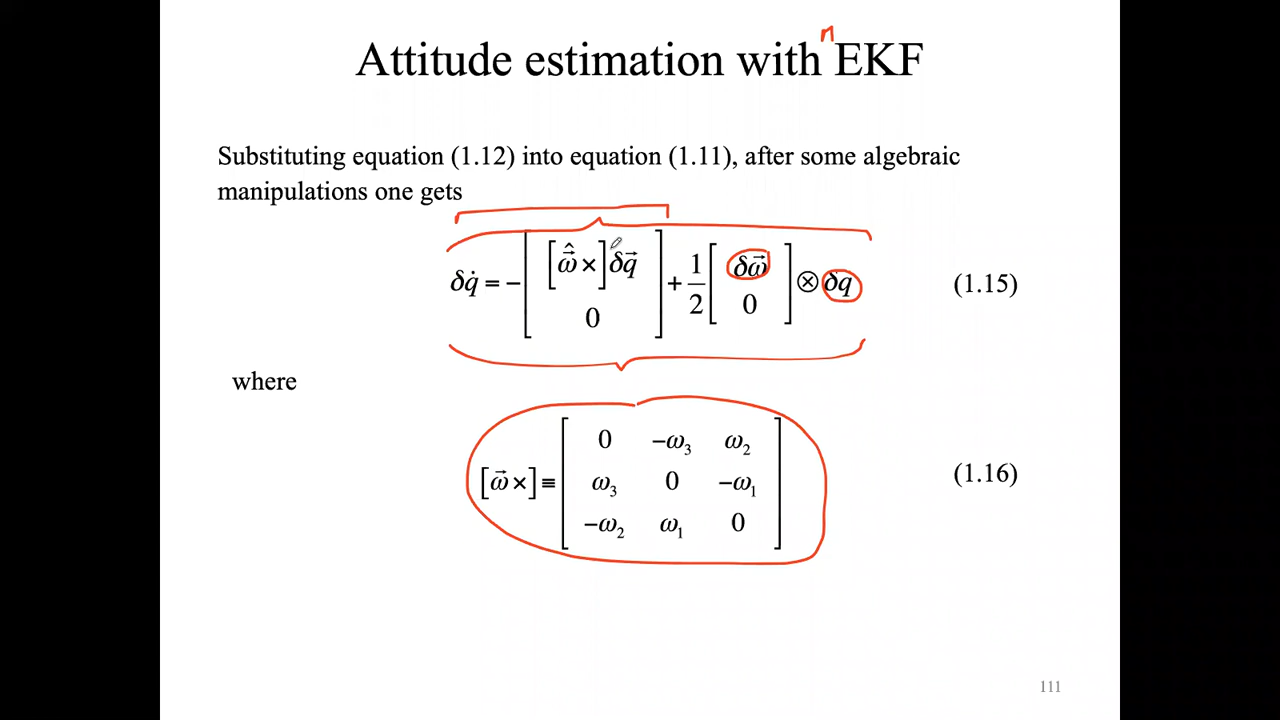 Attitude estimation with n EKF
Substituting equation (1.12) into equation (1.11), after some algebraic
manipulations one gets
δq̇ = −[ [ω̂⃗ ×]δq⃗ ; 0 ] + 1/2 [ δω⃗ ; 0 ] ⊗ δq (1.15)
where
[ω⃗ ×] ≡ [ 0 −ω₃ ω₂ ; ω₃ 0 −ω₁ ; −ω₂ ω₁ 0 ] (1.16)
111